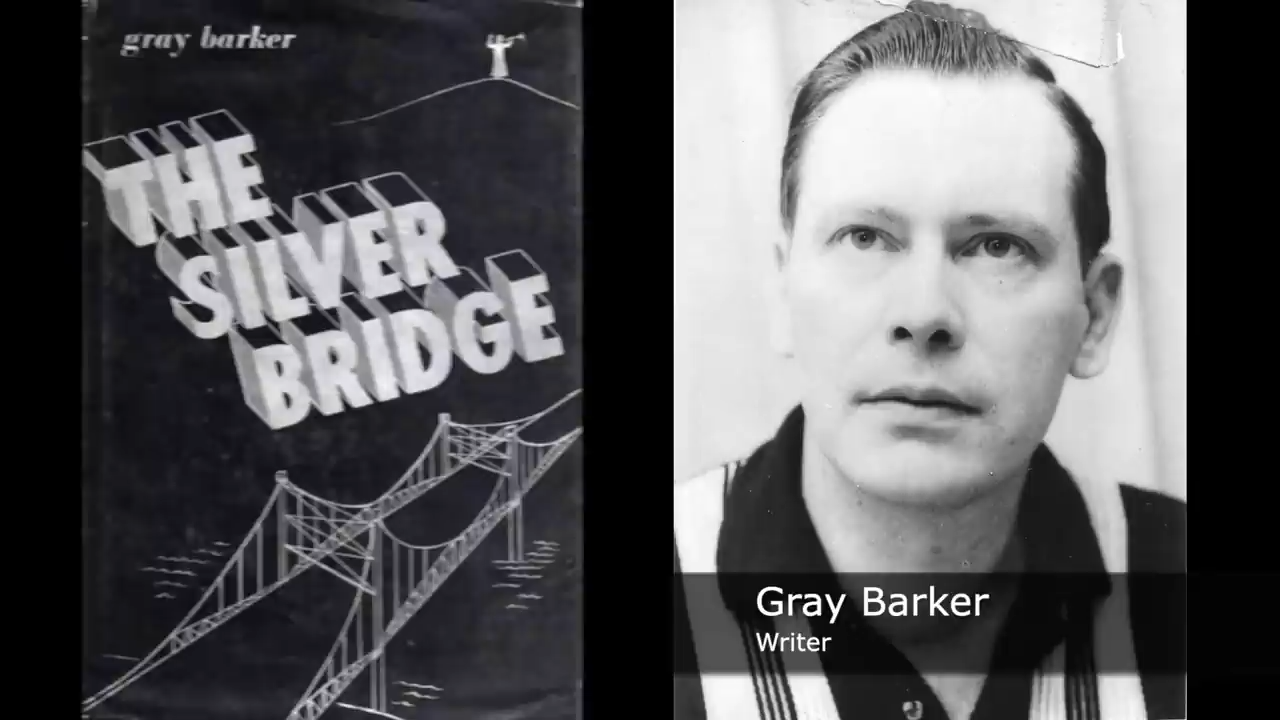 gray barker
THE
SILVER
BRIDGE
Gray Barker
Writer